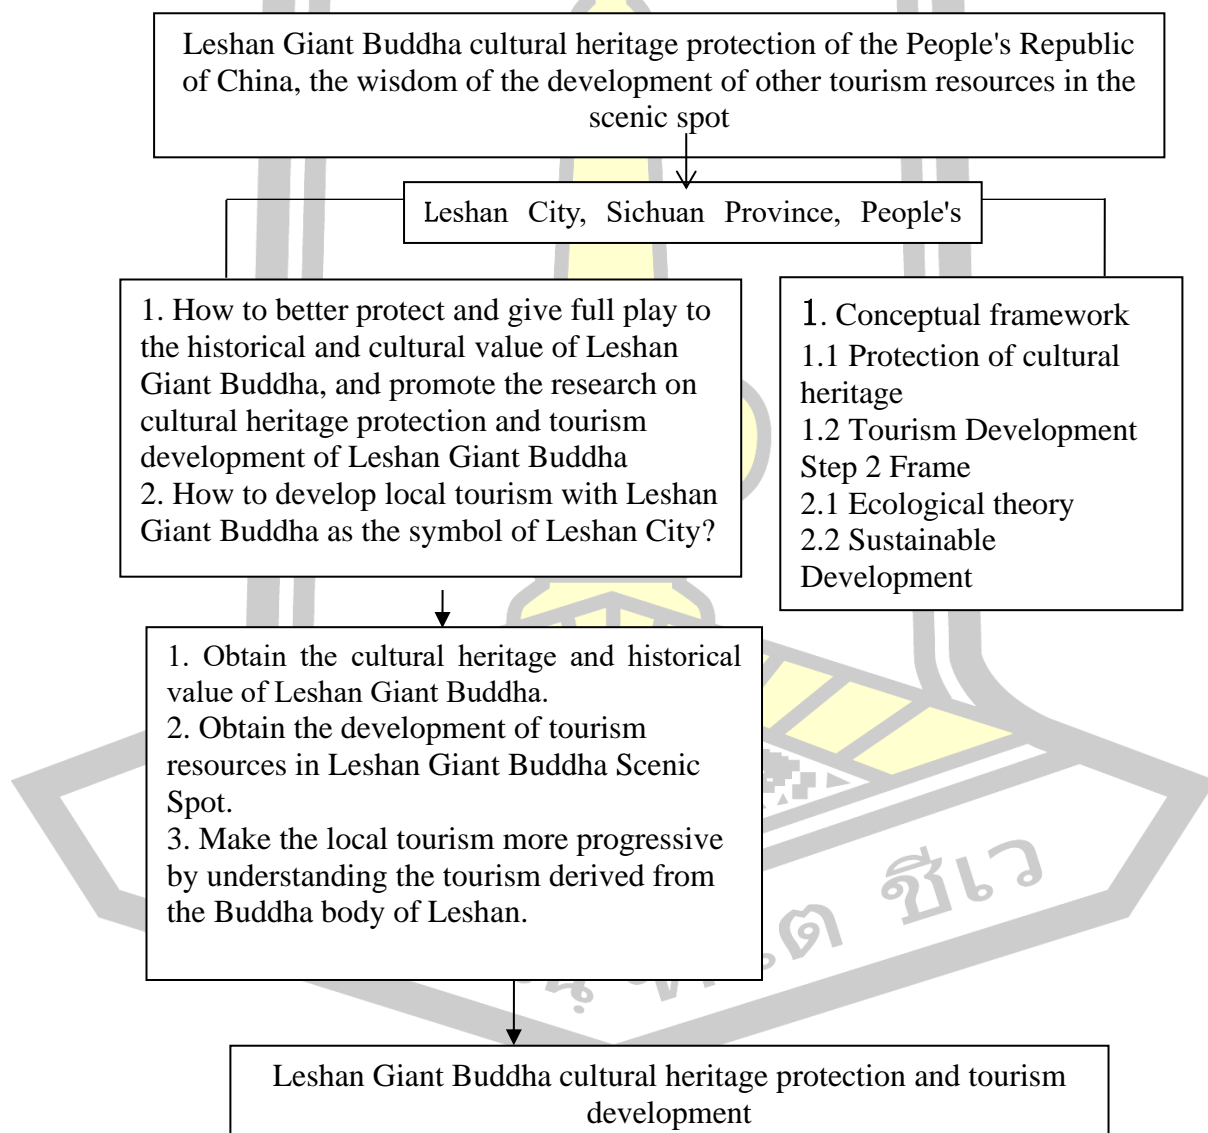 Leshan Giant Buddha cultural heritage protection of the People's Republic
of China, the wisdom of the development of other tourism resources in the
scenic spot
Leshan City, Sichuan Province, People's
1. How to better protect and give full play to
the historical and cultural value of Leshan
Giant Buddha, and promote the research on
cultural heritage protection and tourism
development of Leshan Giant Buddha
2. How to develop local tourism with Leshan
Giant Buddha as the symbol of Leshan City?
1. Conceptual framework
1.1 Protection of cultural
heritage
1.2 Tourism Development
Step 2 Frame
2.1 Ecological theory
2.2 Sustainable
Development
1. Obtain the cultural heritage and historical
value of Leshan Giant Buddha.
2. Obtain the development of tourism
resources in Leshan Giant Buddha Scenic
Spot.
3. Make the local tourism more progressive
by understanding the tourism derived from
the Buddha body of Leshan.
ชีเว
Leshan Giant Buddha cultural heritage protection and tourism
development